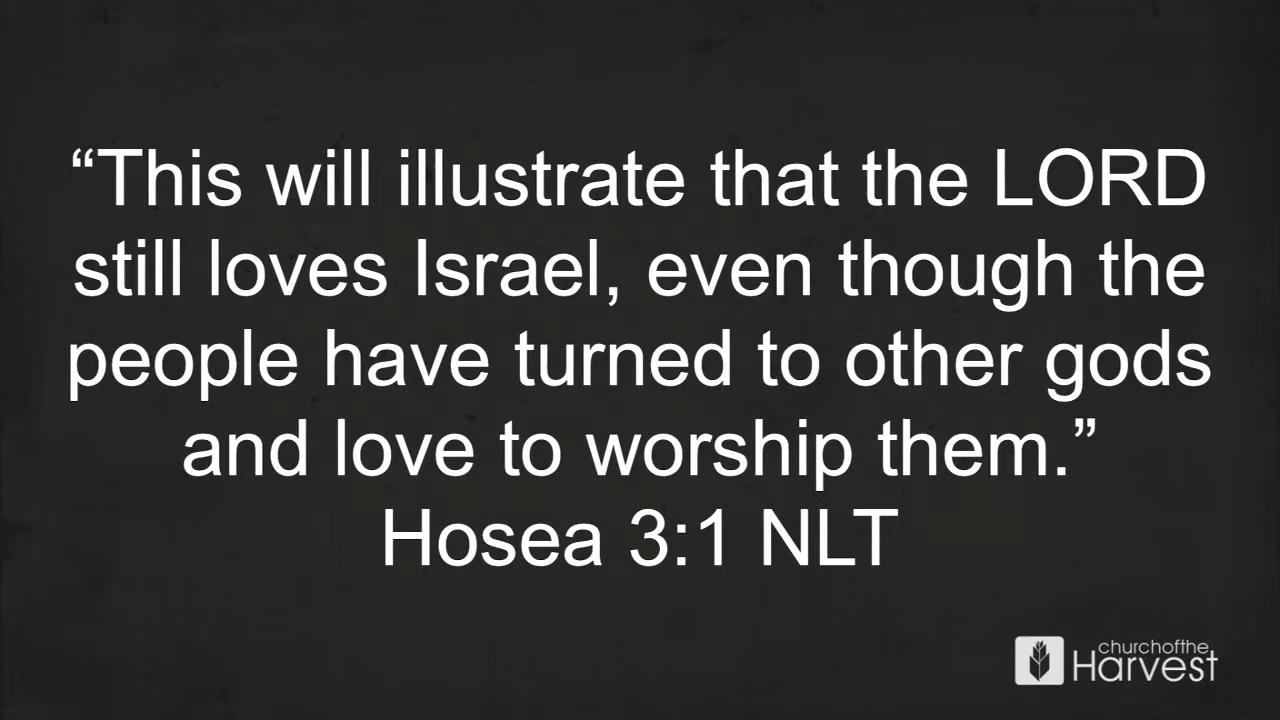 “This will illustrate that the LORD
still loves Israel, even though the
people have turned to other gods
and love to worship them.”
Hosea 3:1 NLT
churchofthe
Harvest